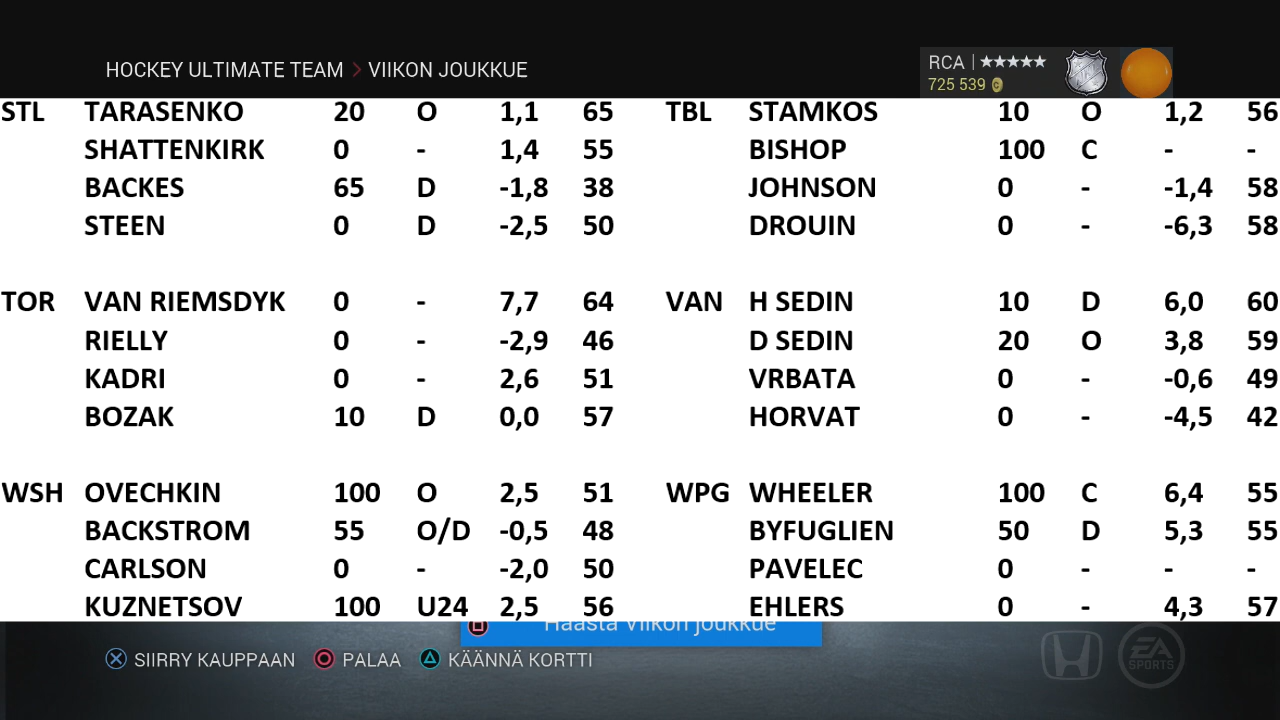 HOCKEY ULTIMATE TEAM > VIIKON JOUKKUE
RCA | ★★★★★
725 539
STL TARASENKO 20 O 1,1 65 TBL STAMKOS 10 O 1,2 56
SHATTENKIRK 0 - 1,4 55 BISHOP 100 C - -
BACKES 65 D -1,8 38 JOHNSON 0 - -1,4 58
STEEN 0 D -2,5 50 DROUIN 0 - -6,3 58
TOR VAN RIEMSDYK 0 - 7,7 64 VAN H SEDIN 10 D 6,0 60
RIELLY 0 - -2,9 46 D SEDIN 20 O 3,8 59
KADRI 0 - 2,6 51 VRBATA 0 - -0,6 49
BOZAK 10 D 0,0 57 HORVAT 0 - -4,5 42
WSH OVECHKIN 100 O 2,5 51 WPG WHEELER 100 C 6,4 55
BACKSTROM 55 O/D -0,5 48 BYFUGLIEN 50 D 5,3 55
CARLSON 0 - -2,0 50 PAVELEC 0 - - -
KUZNETSOV 100 U24 2,5 56 EHLERS 0 - 4,3 57
Haasta Viikon joukkue
SIIRRY KAUPPAAN PALAA KÄÄNNÄ KORTTI
EA SPORTS